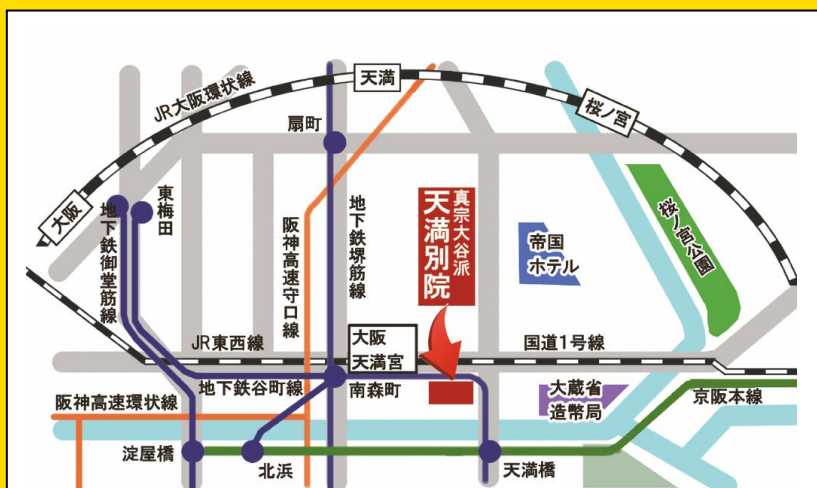 天満
JR大阪環状線
桜ノ宮
扇町
大阪
東梅田
地下鉄御堂筋線
阪神高速守口線
地下鉄堺筋線
真宗大谷派
天満別院
帝国
ホテル
桜ノ宮公園
JR東西線
大阪
天満宮
国道1号線
地下鉄谷町線
南森町
大蔵省
造幣局
京阪本線
阪神高速環状線
淀屋橋
北浜
天満橋